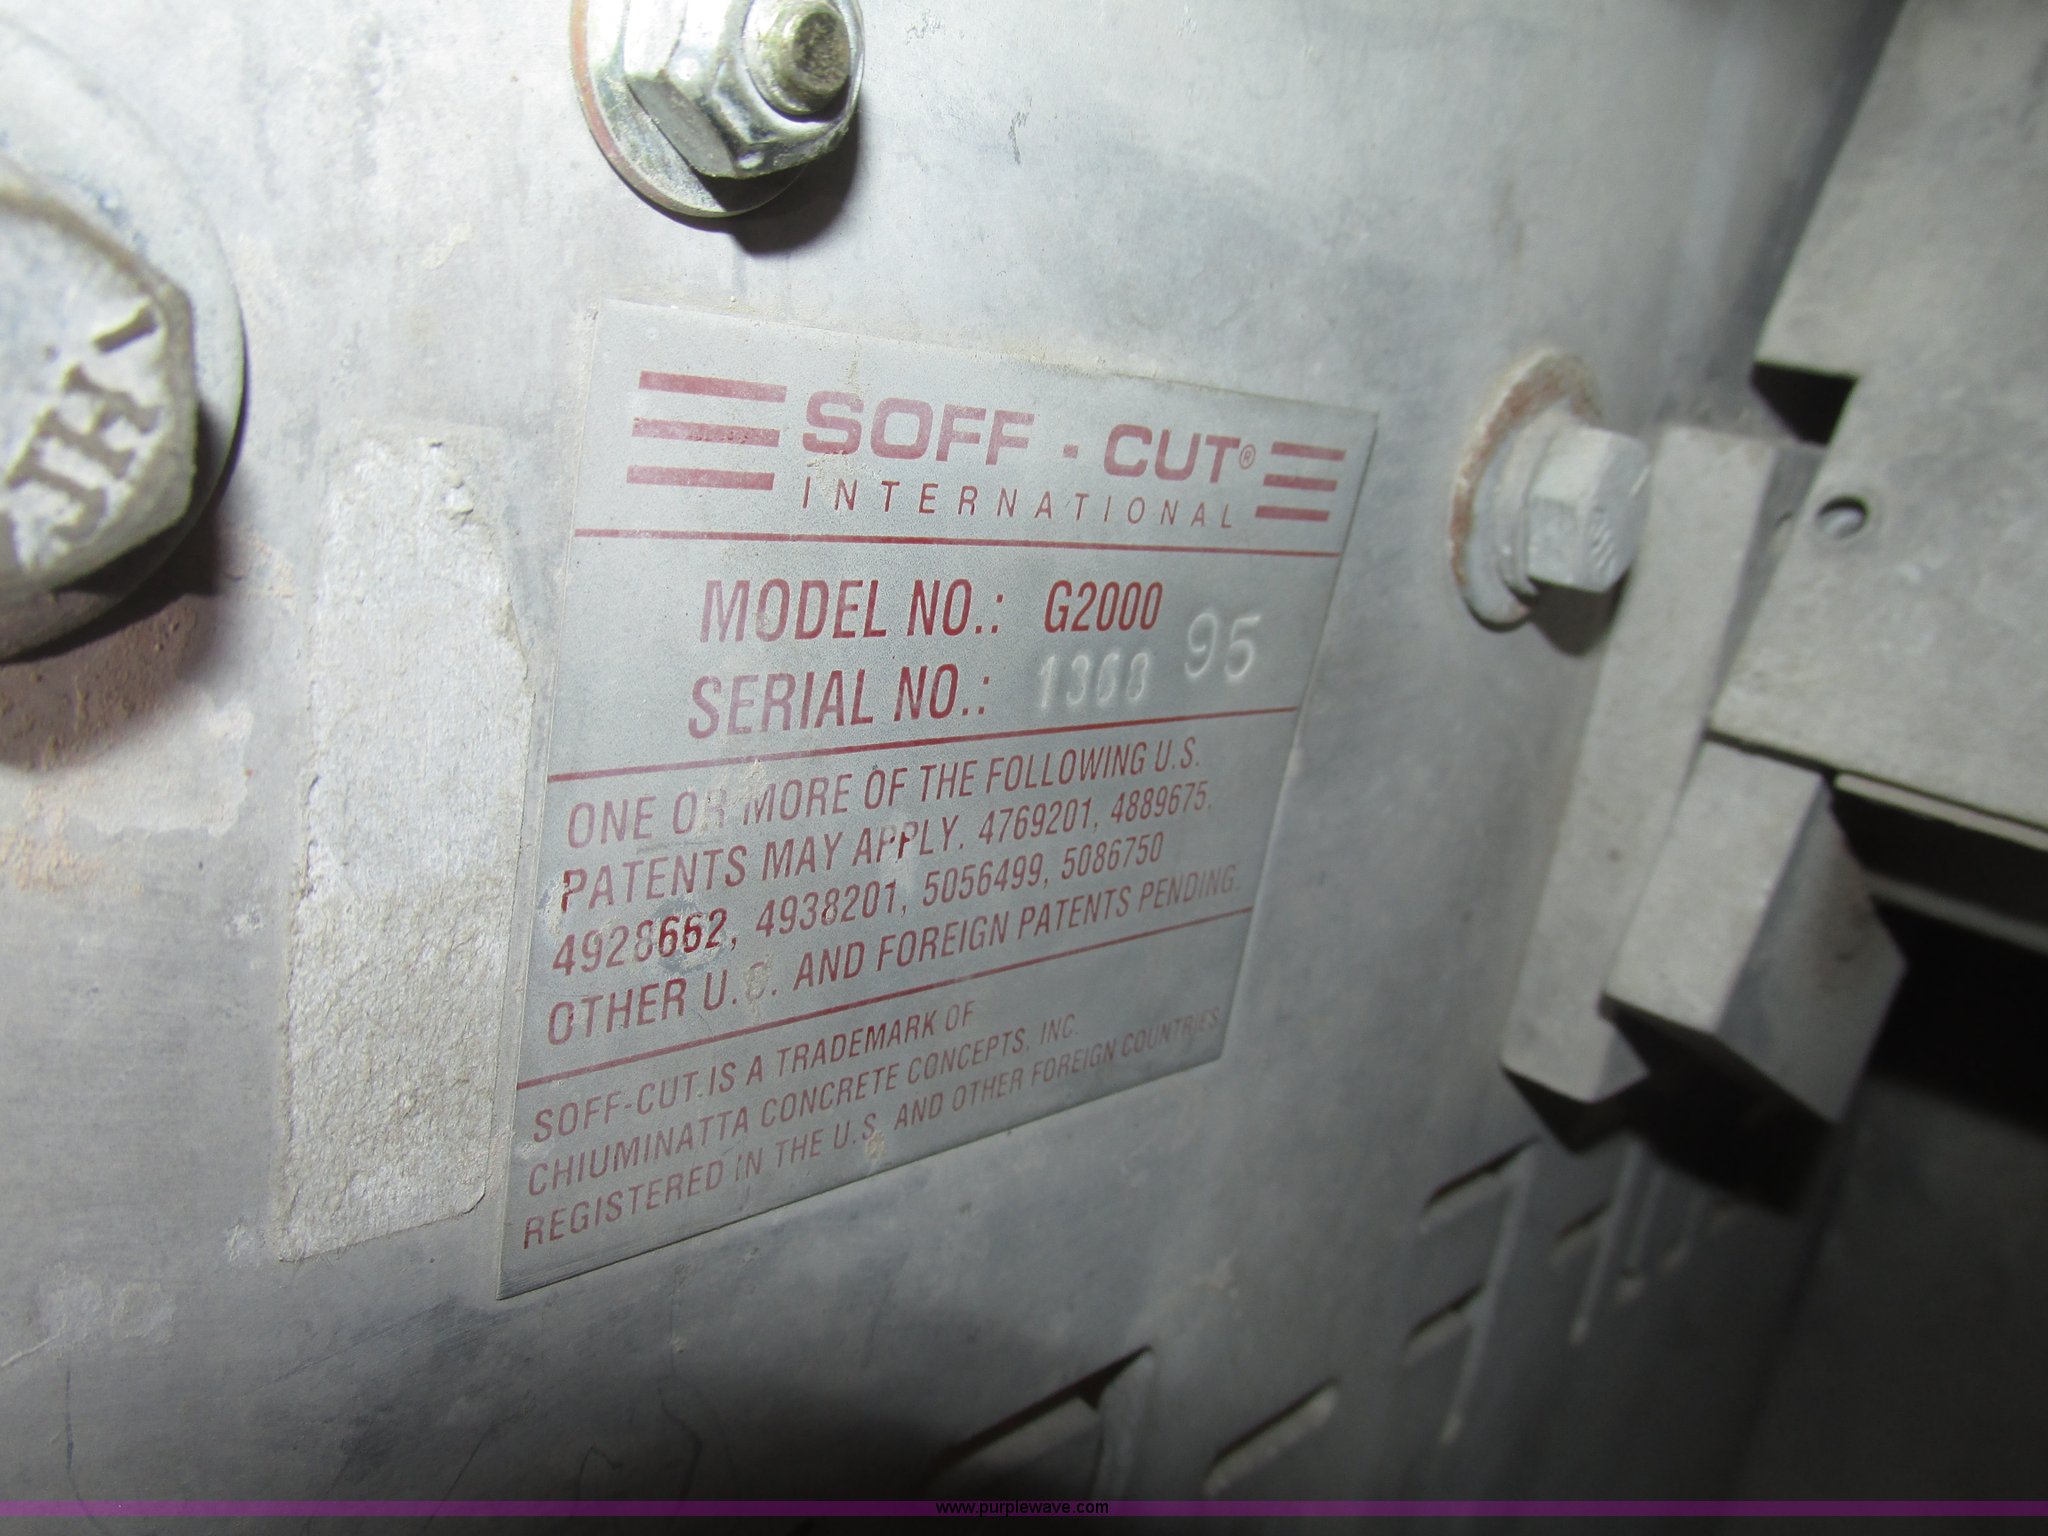 JH
SOFF - CUT®
INTERNATIONAL
MODEL NO.: G2000
SERIAL NO.: 1368 95
ONE OR MORE OF THE FOLLOWING U.S.
PATENTS MAY APPLY. 4769201, 4889675,
4928662, 4938201, 5056499, 5086750
OTHER U.S. AND FOREIGN PATENTS PENDING.
SOFF-CUT IS A TRADEMARK OF
CHIUMINATTA CONCRETE CONCEPTS, INC.
REGISTERED IN THE U.S. AND OTHER FOREIGN COUNTRIES
www.purplewave.com